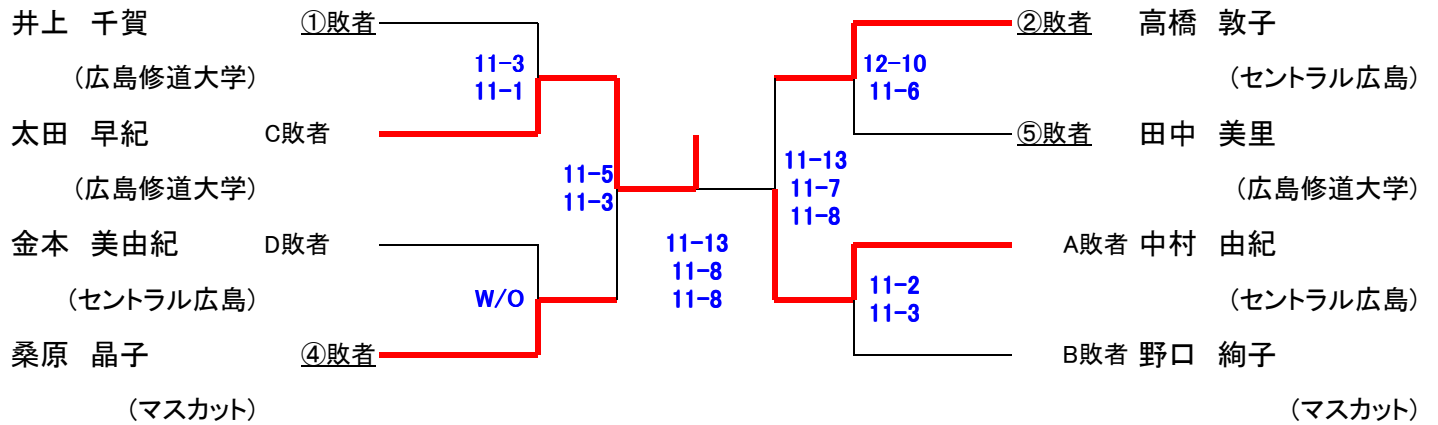 井上 千賀 ①敗者
(広島修道大学)
太田 早紀 C敗者
(広島修道大学)
金本 美由紀 D敗者
(セントラル広島)
桑原 晶子 ④敗者
(マスカット)
11-3
11-1
W/O
11-5
11-3
11-13
11-8
11-8
11-13
11-7
11-8
12-10
11-6
11-2
11-3
②敗者 高橋 敦子
(セントラル広島)
⑤敗者 田中 美里
(広島修道大学)
A敗者 中村 由紀
(セントラル広島)
B敗者 野口 絢子
(マスカット)